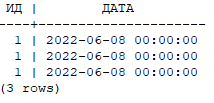 ИД |        ДАТА
----+---------------------
  1 | 2022-06-08 00:00:00
  1 | 2022-06-08 00:00:00
  1 | 2022-06-08 00:00:00
(3 rows)